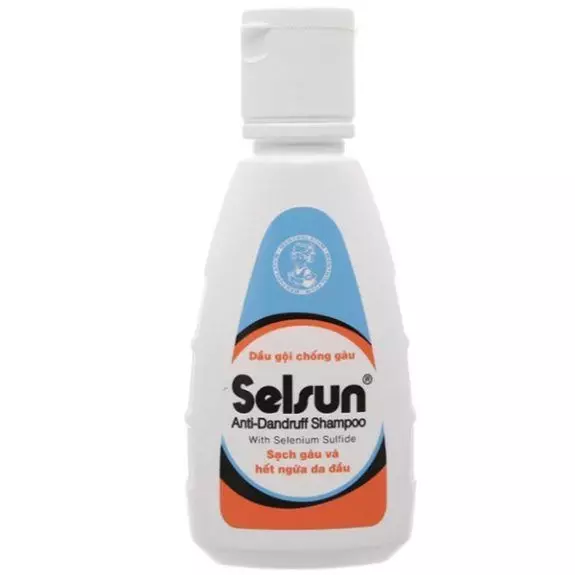 Dầu gội chống gàu
Selsun®
Anti-Dandruff Shampoo
With Selenium Sulfide
Sạch gàu và
hết ngứa da đầu